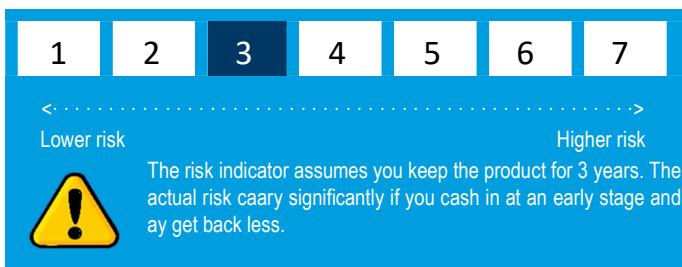 1 2 3 4 5 6 7
<· · · · · · · · · · · · · · · · · · · · · · · · · · · · · · · · · · · · · · · · · · · · · · · · · · · · · · · · · · · · · ·>
Lower risk Higher risk
The risk indicator assumes you keep the product for 3 years. The
actual risk caary significantly if you cash in at an early stage and
ay get back less.